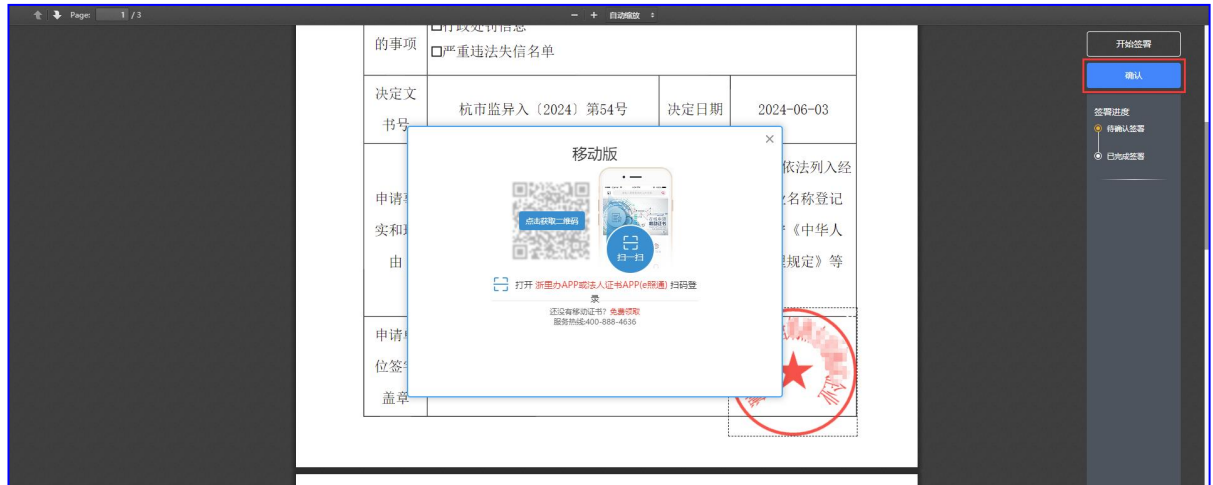 Page: 1 / 3
自动缩放
的事项
□行政处罚信息
□严重违法失信名单
决定文
书号
杭市监异入〔2024〕第54号
决定日期
2024-06-03
开始签署
确认
签署进度
待确认签署
已完成签署
移动版
点击获取二维码
扫一扫
打开 浙里办APP或法人证书APP(e照通) 扫码登
录
还没有移动证书？ 免费领取
服务热线:400-888-4636
依法列入经
名称登记
《中华人
规定》等
申请
实和
由
申请
位签
盖章
企业